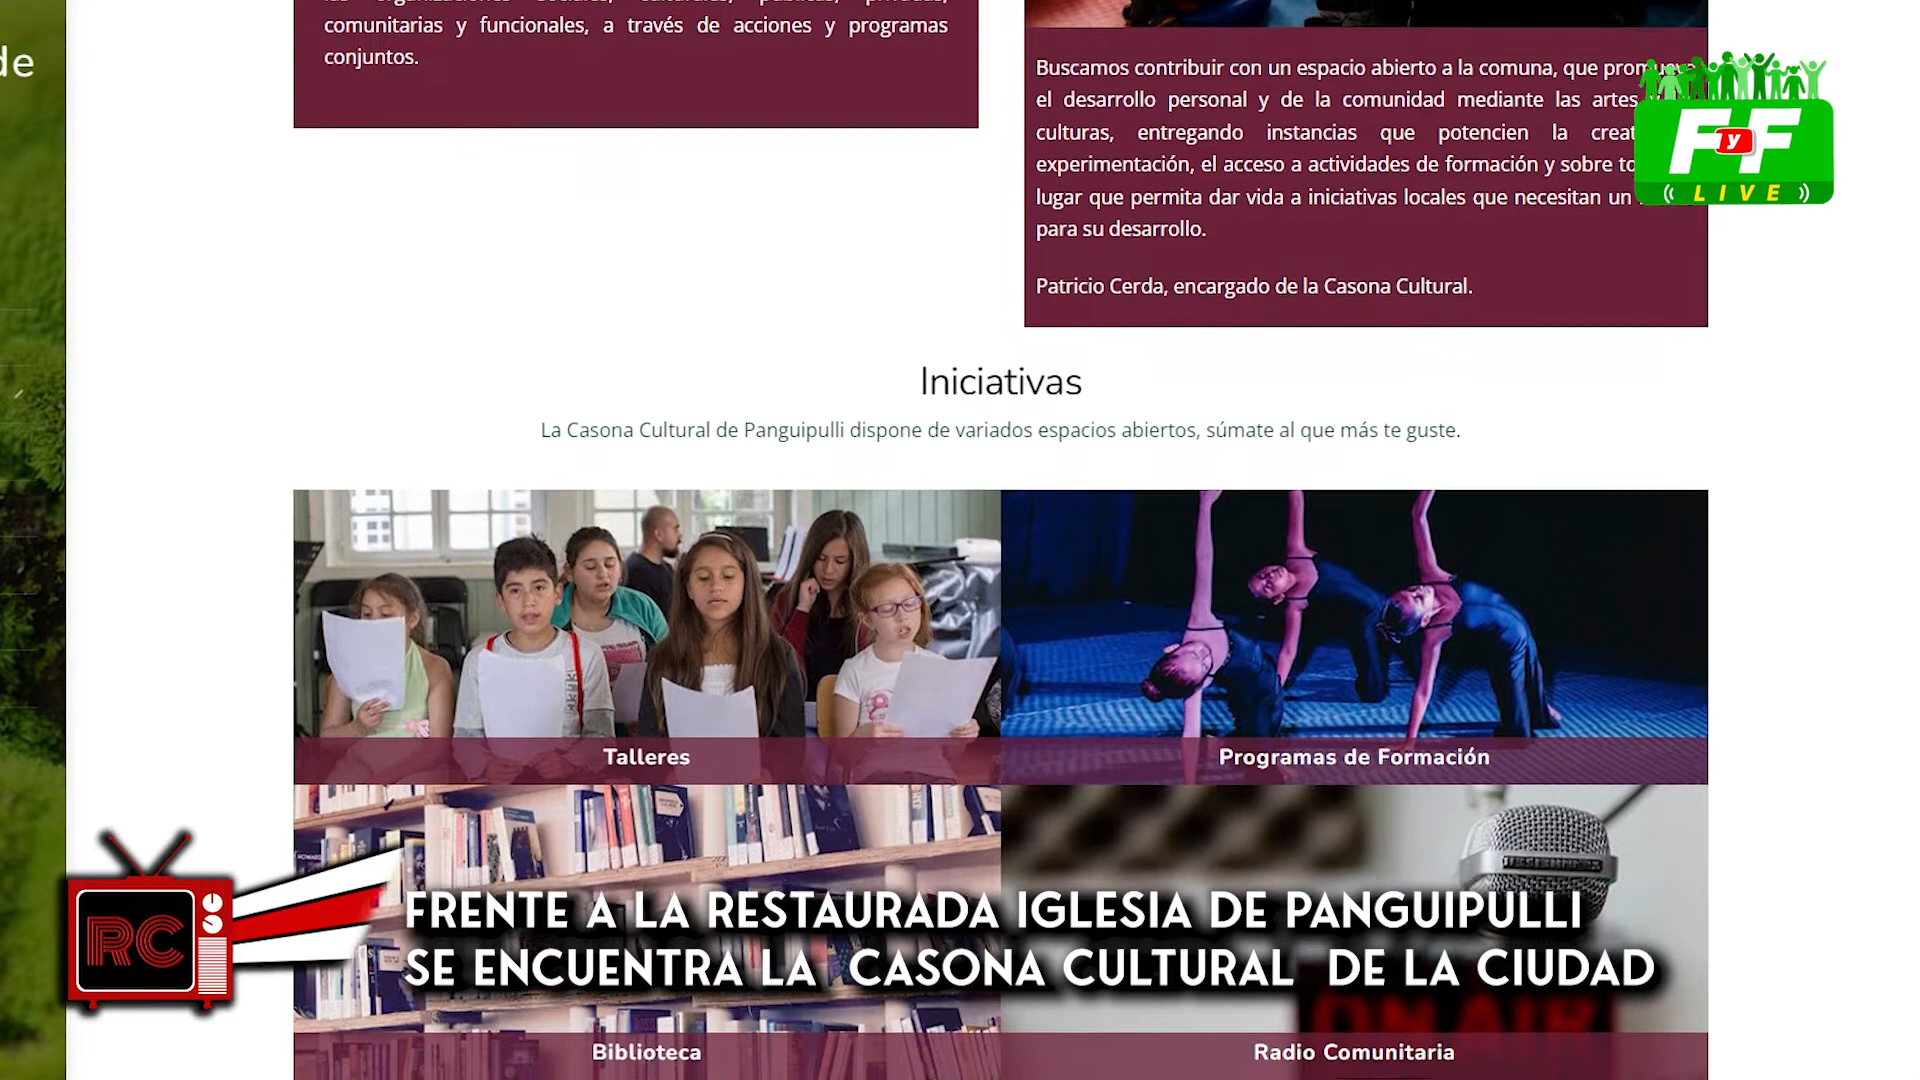 de
comunitarias y funcionales, a través de acciones y programas
conjuntos.
Buscamos contribuir con un espacio abierto a la comuna, que
el desarrollo personal y de la comunidad mediante las artes
culturas, entregando instancias que potencien la
experimentación, el acceso a actividades de formación y sobre
lugar que permita dar vida a iniciativas locales que necesitan un
para su desarrollo.
Patricio Cerda, encargado de la Casona Cultural.
FyF
LIVE
Iniciativas
La Casona Cultural de Panguipulli dispone de variados espacios abiertos, súmate al que más te guste.
Talleres
Programas de Formación
RC
FRENTE A LA RESTAURADA IGLESIA DE PANGUIPULLI
SE ENCUENTRA LA CASONA CULTURAL DE LA CIUDAD
ON AIR
Biblioteca
Radio Comunitaria